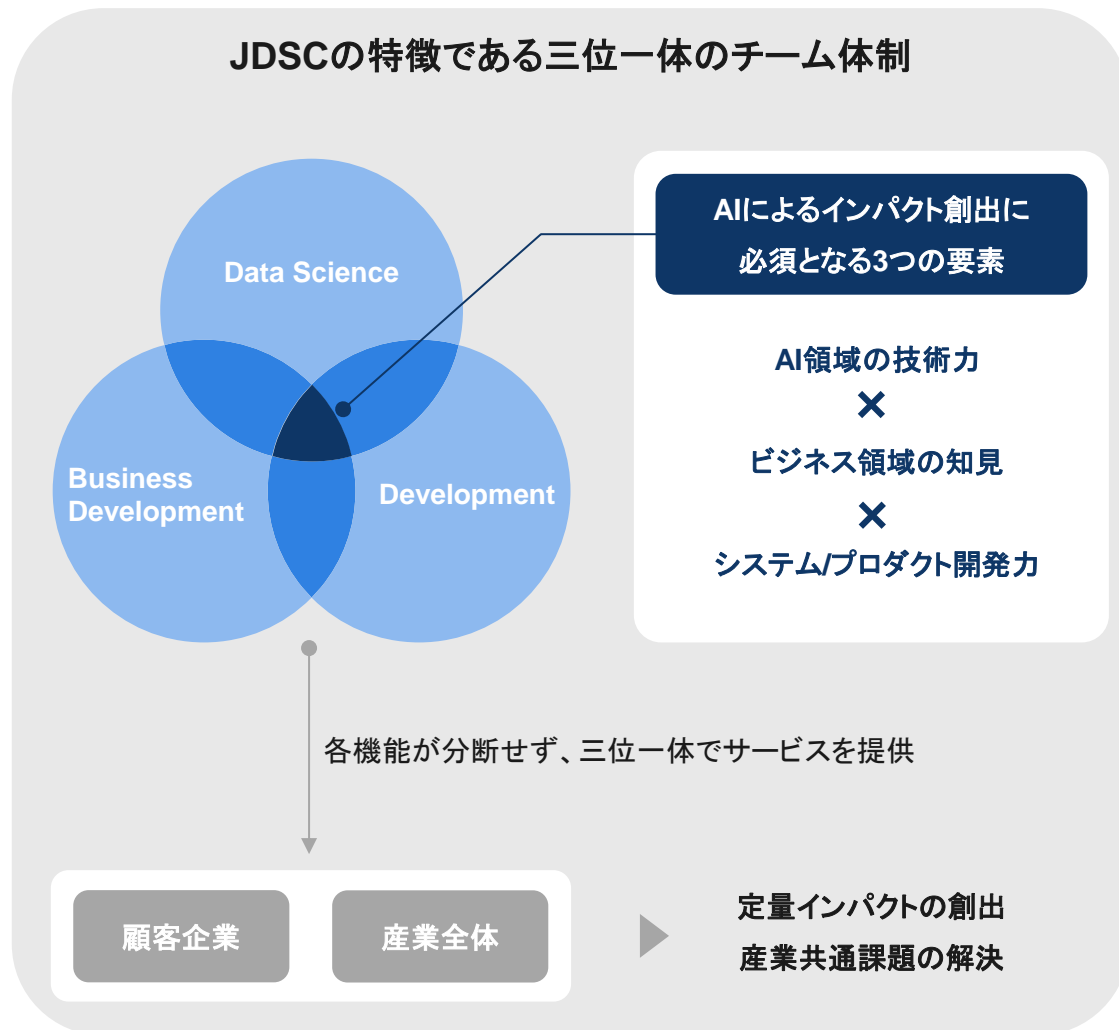 JDSCの特徴である三位一体のチーム体制
Data Science
Business
Development
Development
AIによるインパクト創出に
必須となる3つの要素
AI領域の技術力
×
ビジネス領域の知見
×
システム/プロダクト開発力
各機能が分断せず、三位一体でサービスを提供
顧客企業
産業全体
定量インパクトの創出
産業共通課題の解決